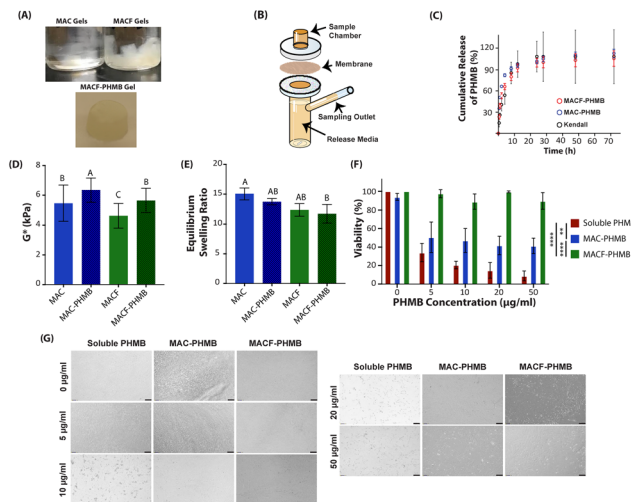 (A)
MAC Gels
MACF Gels
MACF-PHMB Gel
(B)
Sample
Chamber
Membrane
Sampling Outlet
Release Media
(C)
Cumulative Release
of PHMB (%)
120
90
60
30
0
0 10 20 30 40 50 60 70
Time (h)
MACF-PHMB
MAC-PHMB
Kendall
(D)
G* (kPa)
8
6
4
2
0
B
A
C
B
MAC
MAC-PHMB
MACF
MACF-PHMB
(E)
Equilibrium
Swelling Ratio
20
15
10
5
0
A
AB
AB
B
MAC
MAC-PHMB
MACF
MACF-PHMB
(F)
Viability (%)
100
80
60
40
20
0
0 5 10 20 50
PHMB Concentration (µg/ml)
Soluble PHM
MAC-PHMB
MACF-PHMB
****
****
**
(G)
Soluble PHMB
MAC-PHMB
MACF-PHMB
0 µg/ml
5 µg/ml
10 µg/ml
Soluble PHMB
MAC-PHMB
MACF-PHMB
20 µg/ml
50 µg/ml